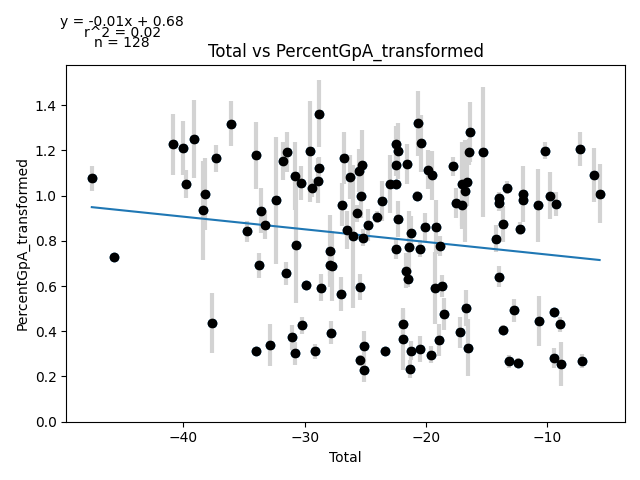 y = -0.01x + 0.68
r^2 = 0.02
n = 128
Total vs PercentGpA_transformed
PercentGpA_transformed
1.4
1.2
1.0
0.8
0.6
0.4
0.2
0.0
−40
−30
−20
−10
Total